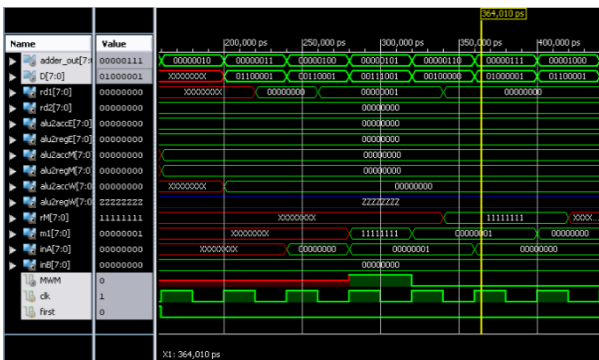 364,010 ps
Name Value 200,000 ps 250,000 ps 300,000 ps 350,000 ps 400,000 ps
adder_out[7:0 00000111 00000010 00000011 00000100 00000101 00000110 00000111 00001000
D[7:0] 01000001 XXXXXXXX 01100001 00110001 00111001 00100000 01000001 01100001
rd1[7:0] 00000000 XXXXXXXX 00000000 00000001 00000000
rd2[7:0] 00000000 00000000
alu2accE[7:0] 00000000 00000000
alu2regE[7:0] 00000000 00000000
alu2accM[7:0] 00000000 00000000
alu2regM[7:0] 00000000 00000000
alu2accW[7:0 00000000 XXXXXXXX 00000000
alu2regW[7:0 ZZZZZZZZ ZZZZZZZZ
rM[7:0] 11111111 XXXXXXXX 11111111 XXXX...
m1[7:0] 00000001 XXXXXXXX 11111111 00000001 00000000
inA[7:0] 00000000 XXXXXXXX 00000000 00000001 00000000
inB[7:0] 00000000 00000000
MWM 0
clk 1
first 0
X1: 364,010 ps